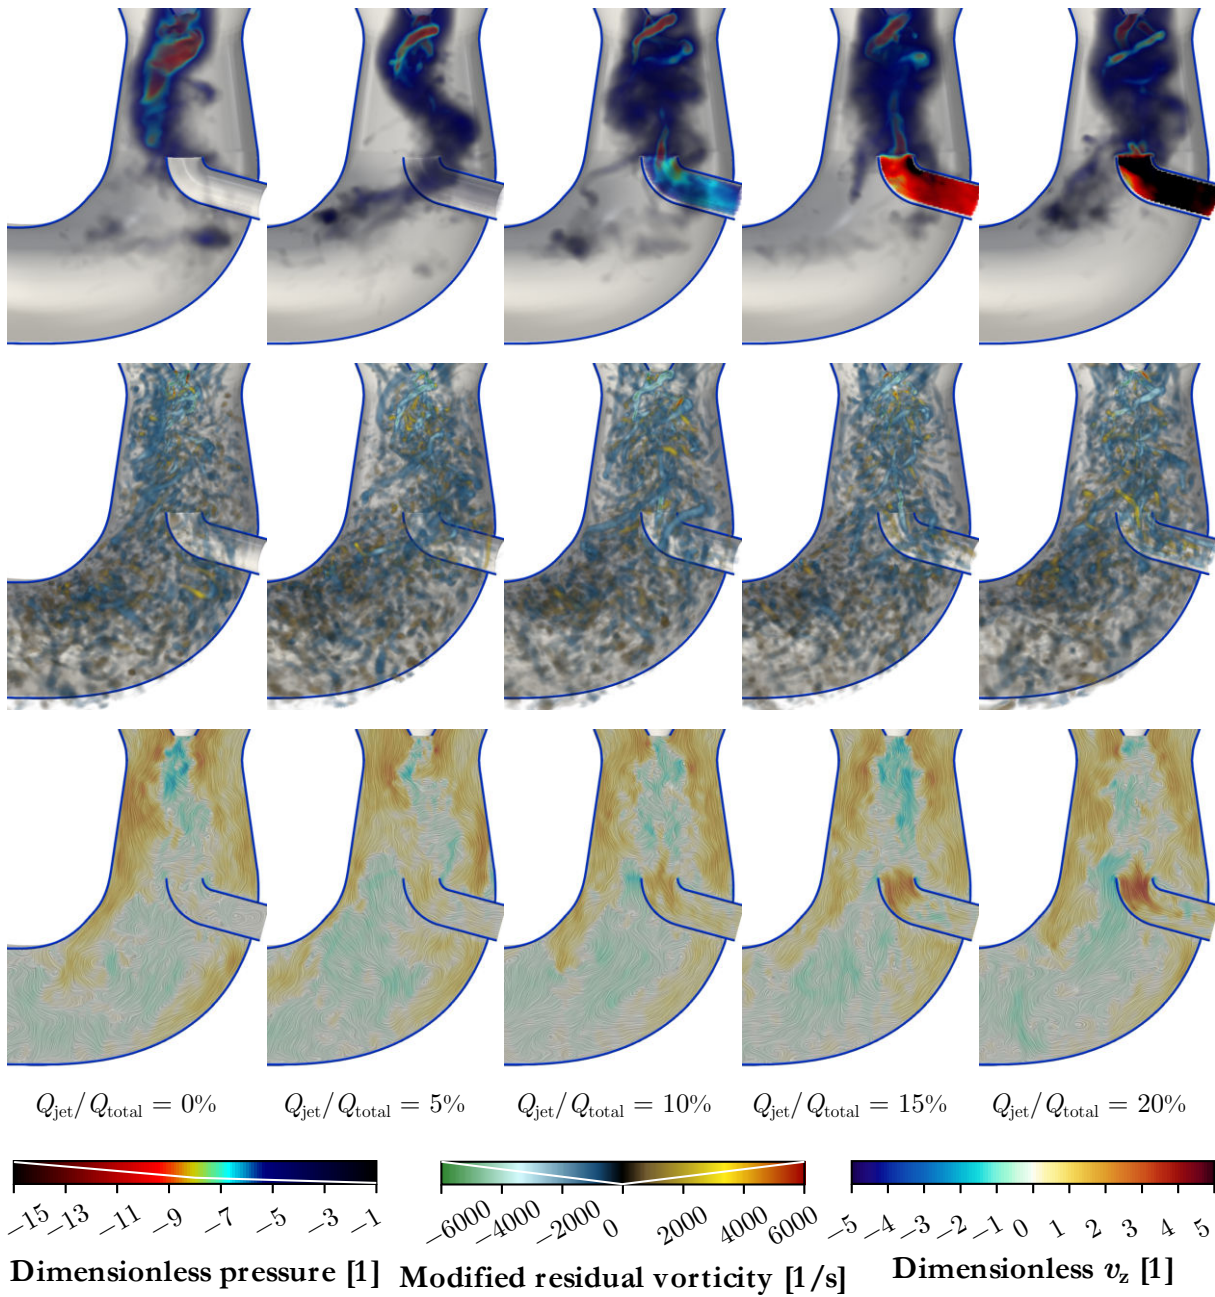 Q_jet/Q_total = 0% Q_jet/Q_total = 5% Q_jet/Q_total = 10% Q_jet/Q_total = 15% Q_jet/Q_total = 20%
−15 −13 −11 −9 −7 −5 −3 −1
−6000 −4000 −2000 0 2000 4000 6000
−5 −4 −3 −2 −1 0 1 2 3 4 5
Dimensionless pressure [1]
Modified residual vorticity [1/s]
Dimensionless v_z [1]